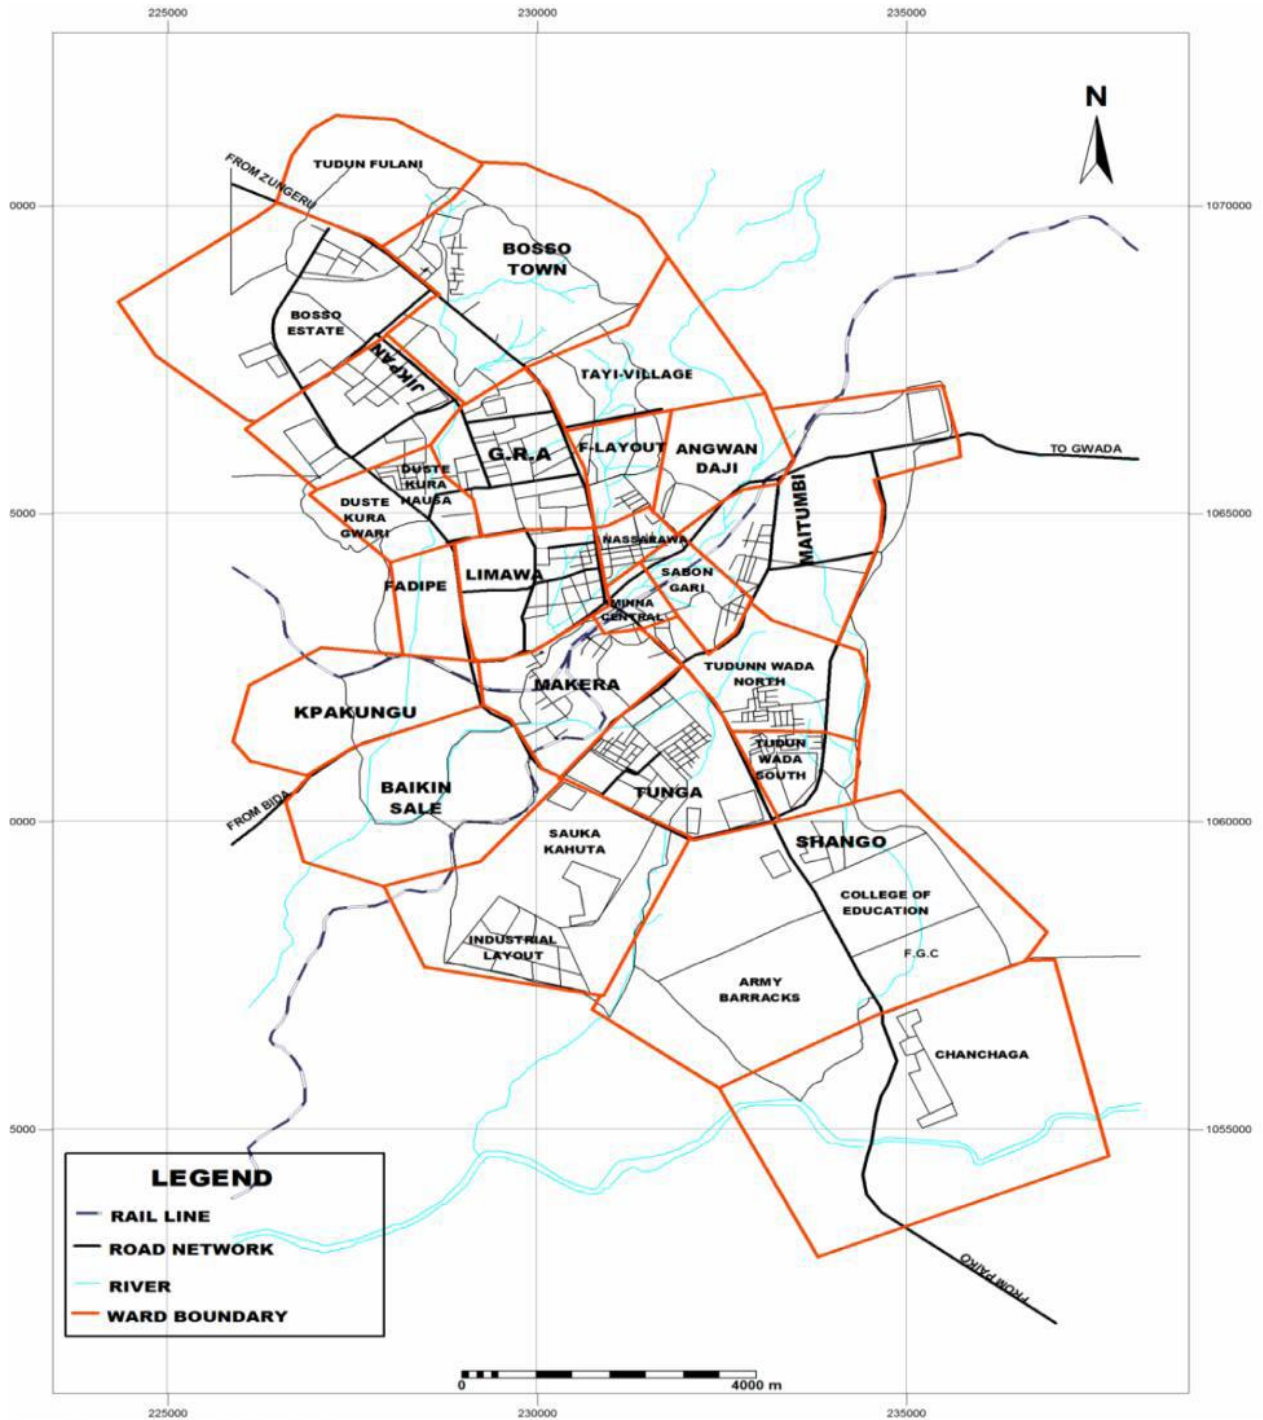 225000
230000
235000
N
TUDUN FULANI
FROM ZUNGERU
0000
1070000
BOSSO
TOWN
BOSSO
ESTATE
JIKPAN
TAYI-VILLAGE
G.R.A
F-LAYOUT
ANGWAN
DAJI
TO GWADA
DUSTE
KURA
HAUSA
DUSTE
KURA
GWARI
MAITUMBI
5000
1065000
NASSARAWA
LIMAWA
FADIPE
SABON
GARI
MINNA
CENTRAL
MAKERA
TUDUNN WADA
NORTH
KPAKUNGU
TUDUN
WADA
SOUTH
BAIKIN
SALE
TUNGA
FROM BIDA
0000
1060000
SAUKA
KAHUTA
SHANGO
COLLEGE OF
EDUCATION
INDUSTRIAL
LAYOUT
F.G.C
ARMY
BARRACKS
CHANCHAGA
5000
1055000
LEGEND
RAIL LINE
ROAD NETWORK
RIVER
WARD BOUNDARY
FROM PAIKO
0
4000 m
225000
230000
235000